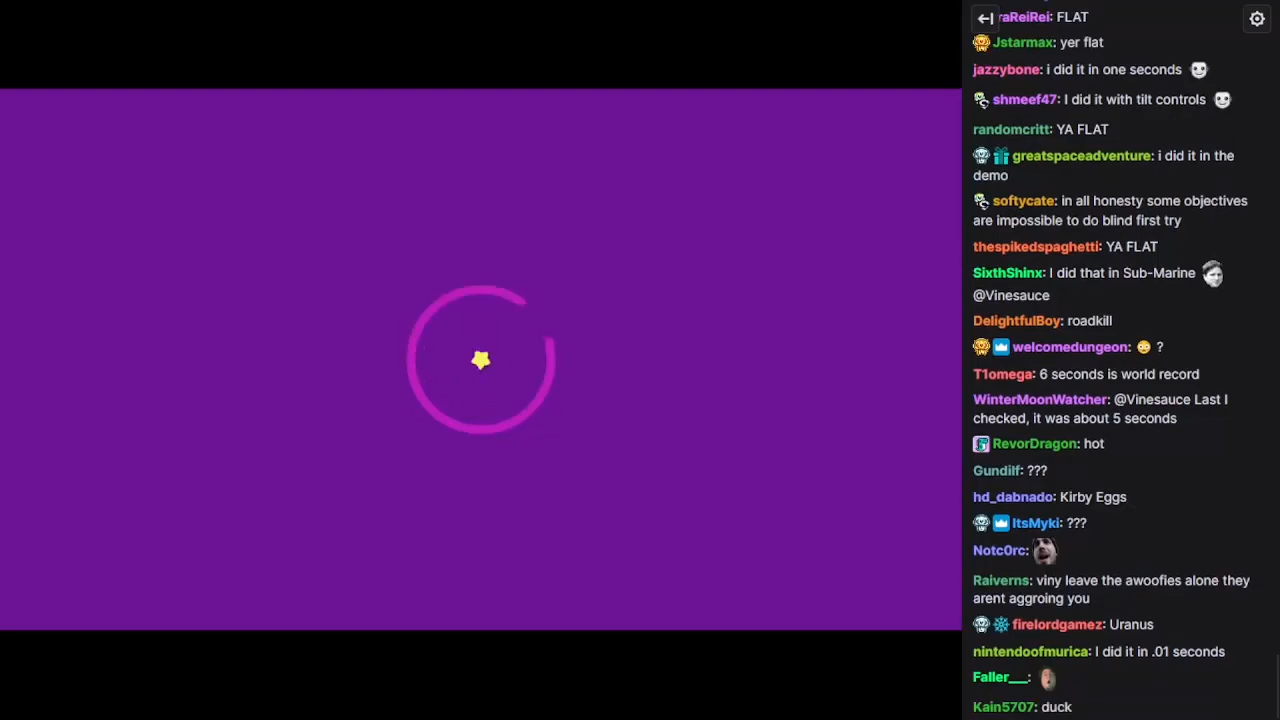 raReiRei: FLAT
Jstarmax: yer flat
jazzybone: i did it in one seconds
shmeef47: I did it with tilt controls
randomcritt: YA FLAT
greatspaceadventure: i did it in the
demo
softycate: in all honesty some objectives
are impossible to do blind first try
thespikedspaghetti: YA FLAT
SixthShinx: I did that in Sub-Marine
@Vinesauce
DelightfulBoy: roadkill
welcomedungeon: ?
T1omega: 6 seconds is world record
WinterMoonWatcher: @Vinesauce Last I
checked, it was about 5 seconds
RevorDragon: hot
Gundilf: ???
hd_dabnado: Kirby Eggs
ItsMyki: ???
Notc0rc:
Raiverns: viny leave the awoofies alone they
arent aggroing you
firelordgamez: Uranus
nintendoofmurica: I did it in .01 seconds
Faller___:
Kain5707: duck